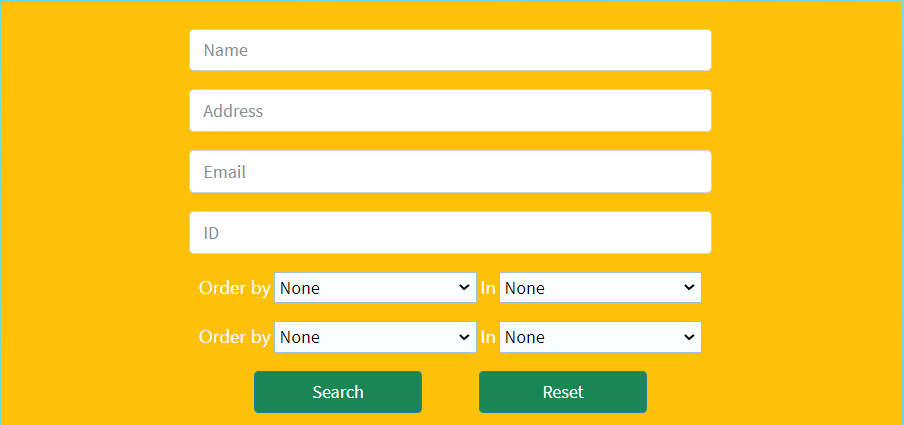 Name
Address
Email
ID
Order by None In None
Order by None In None
Search Reset